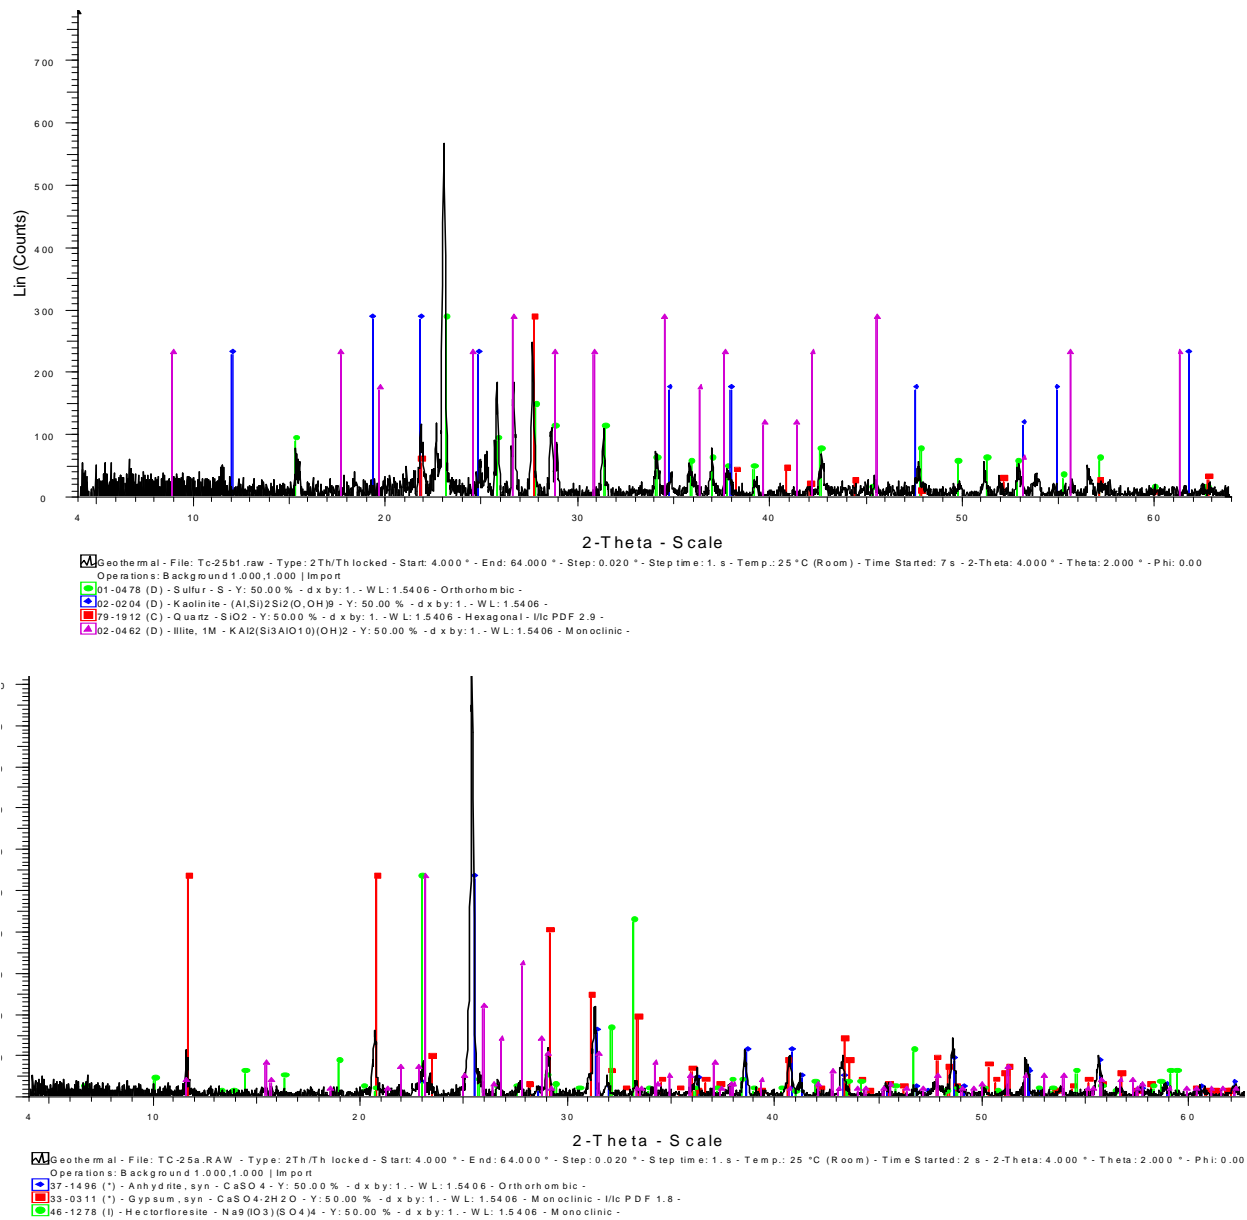 700
600
500
400
300
200
100
0
Lin (Counts)
4 10 20 30 40 50 60
2-Theta - Scale
Geothermal - File: Tc-25b1.raw - Type: 2Th/Th locked - Start: 4.000 ° - End: 64.000 ° - Step: 0.020 ° - Step time: 1. s - Temp.: 25 °C (Room) - Time Started: 7 s - 2-Theta: 4.000 ° - Theta: 2.000 ° - Phi: 0.00
Operations: Background 1.000,1.000 | Import
01-0478 (D) - Sulfur - S - Y: 50.00 % - d x by: 1. - WL: 1.5406 - Orthorhombic -
02-0204 (D) - Kaolinite - (Al,Si)2Si2(O,OH)9 - Y: 50.00 % - d x by: 1. - WL: 1.5406 -
79-1912 (C) - Quartz - SiO2 - Y: 50.00 % - d x by: 1. - WL: 1.5406 - Hexagonal - I/Ic PDF 2.9 -
02-0462 (D) - Illite, 1M - KAl2(Si3AlO10)(OH)2 - Y: 50.00 % - d x by: 1. - WL: 1.5406 - Monoclinic -
4 10 20 30 40 50 60
2-Theta - Scale
Geothermal - File: TC-25a.RAW - Type: 2Th/Th locked - Start: 4.000 ° - End: 64.000 ° - Step: 0.020 ° - Step time: 1. s - Temp.: 25 °C (Room) - Time Started: 2 s - 2-Theta: 4.000 ° - Theta: 2.000 ° - Phi: 0.00
Operations: Background 1.000,1.000 | Import
37-1496 (*) - Anhydrite, syn - CaSO4 - Y: 50.00 % - d x by: 1. - WL: 1.5406 - Orthorhombic -
33-0311 (*) - Gypsum, syn - CaSO4·2H2O - Y: 50.00 % - d x by: 1. - WL: 1.5406 - Monoclinic - I/Ic PDF 1.8 -
46-1278 (I) - Hectorfloresite - Na9(IO3)(SO4)4 - Y: 50.00 % - d x by: 1. - WL: 1.5406 - Monoclinic -